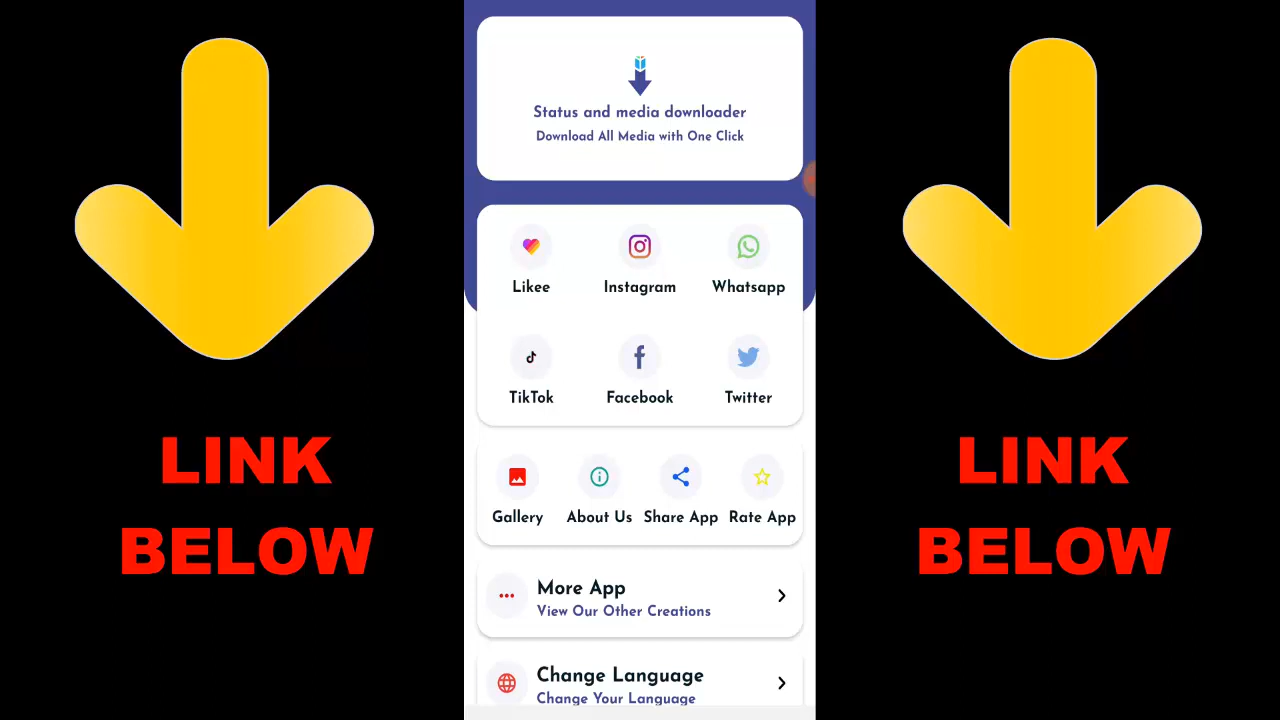 Status and media downloader
Download All Media with One Click
Likee Instagram Whatsapp
TikTok Facebook Twitter
Gallery About Us Share App Rate App
More App
View Our Other Creations
Change Language
Change Your Language
LINK
BELOW
LINK
BELOW